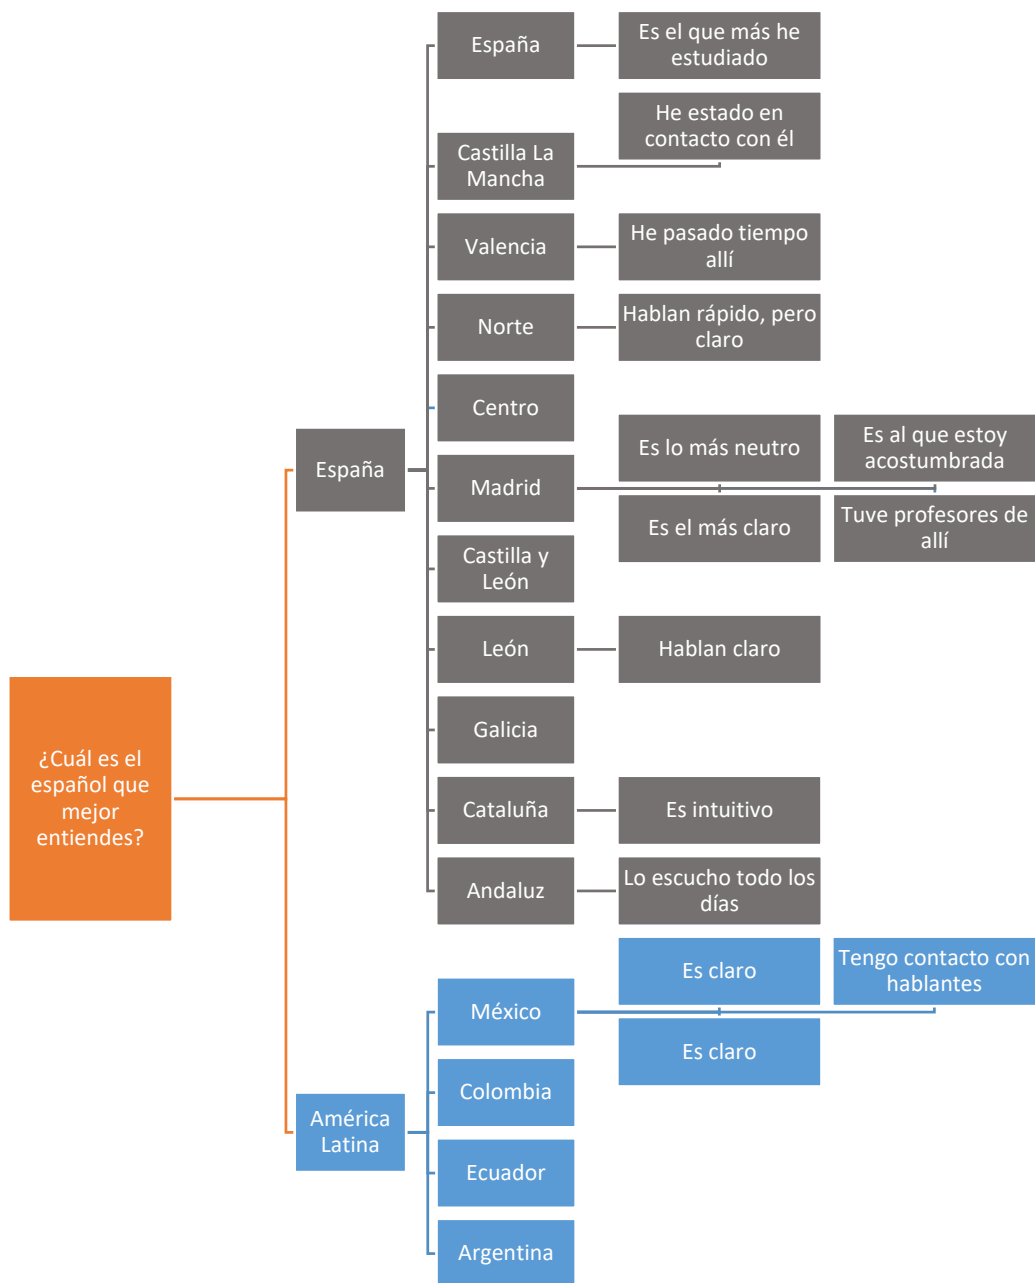 España
Es el que más he
estudiado
He estado en
contacto con él
Castilla La
Mancha
Valencia
He pasado tiempo
allí
Norte
Hablan rápido, pero
claro
Centro
España
Es lo más neutro
Es al que estoy
acostumbrada
Madrid
Es el más claro
Tuve profesores de
allí
Castilla y
León
León
Hablan claro
Galicia
¿Cuál es el
español que
mejor
entiendes?
Cataluña
Es intuitivo
Andaluz
Lo escucho todo los
días
Es claro
Tengo contacto con
hablantes
México
Es claro
Colombia
América
Latina
Ecuador
Argentina